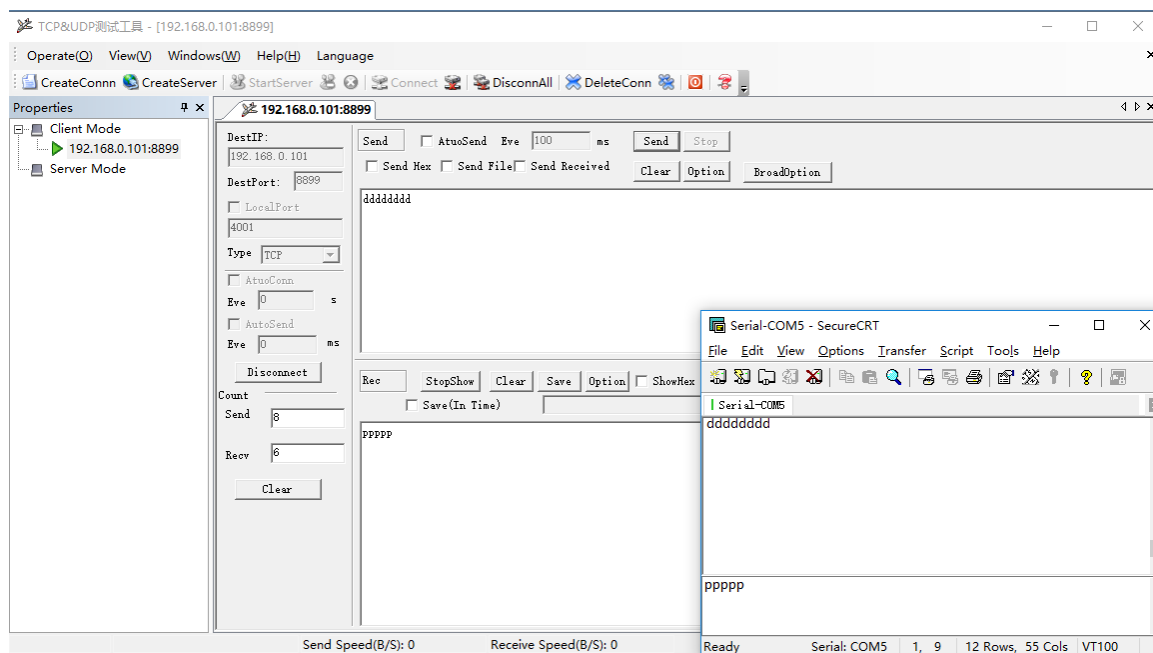 TCP&UDP测试工具 - [192.168.0.101:8899]
Operate(O) View(V) Windows(W) Help(H) Language
CreateConnn CreateServer StartServer Connect DisconnAll DeleteConn
Properties
Client Mode
192.168.0.101:8899
Server Mode
192.168.0.101:8899
DestIP:
192.168.0.101
DestPort: 8899
LocalPort
4001
Type TCP
AtuoConn
Eve 0 s
AutoSend
Eve 0 ms
Disconnect
Count
Send 8
Recv 6
Clear
Send AtuoSend Eve 100 ms Send Stop
Send Hex Send File Send Received Clear Option BroadOption
dddddddd
Rec StopShow Clear Save Option ShowHex
Save(In Time)
ppppp
Send Speed(B/S): 0 Receive Speed(B/S): 0
Serial-COM5 - SecureCRT
File Edit View Options Transfer Script Tools Help
Serial-COM5
dddddddd
ppppp
Ready Serial: COM5 1, 9 12 Rows, 55 Cols VT100